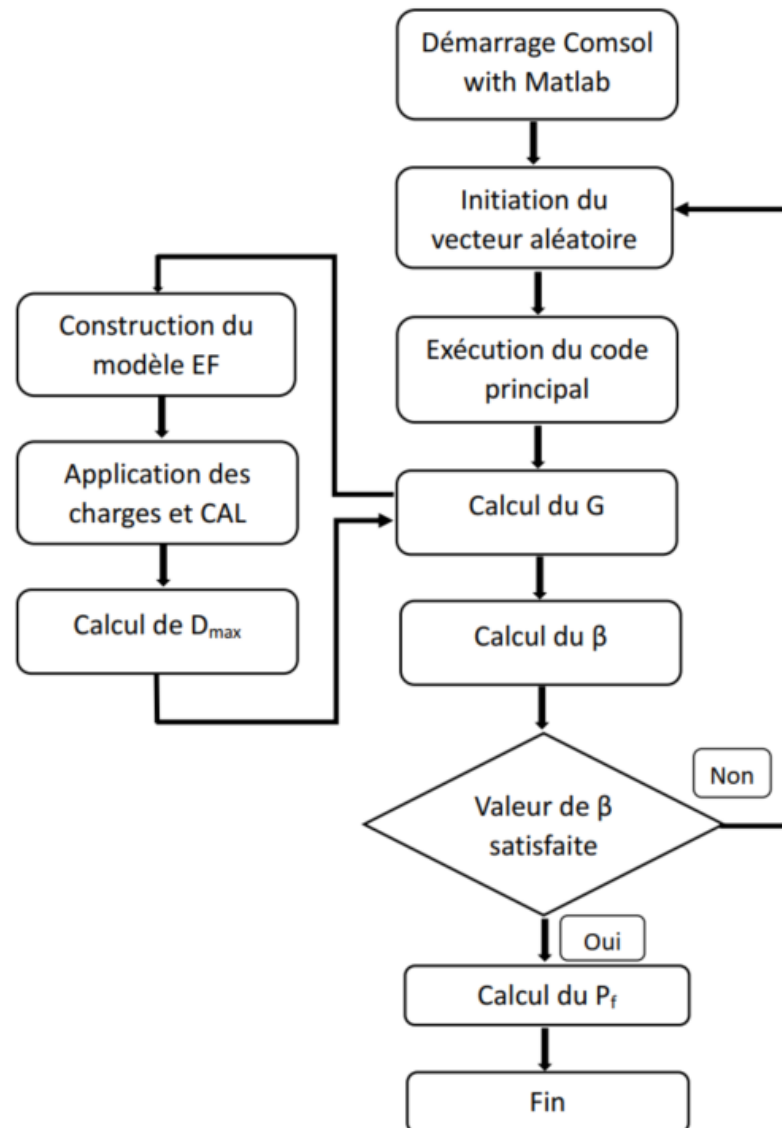 Démarrage Comsol
with Matlab
Initiation du
vecteur aléatoire
Construction du
modèle EF
Exécution du code
principal
Application des
charges et CAL
Calcul du G
Calcul de Dmax
Calcul du β
Non
Valeur de β
satisfaite
Oui
Calcul du Pf
Fin